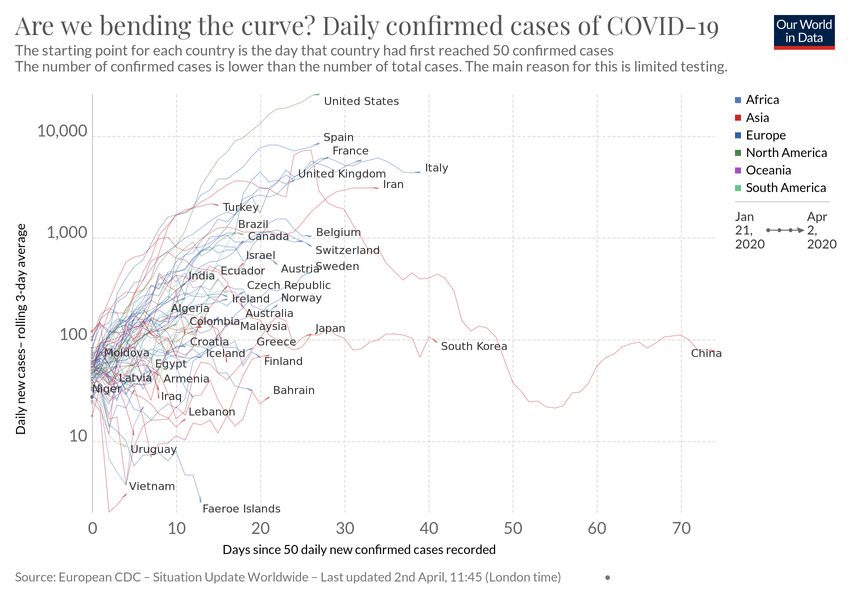 Are we bending the curve? Daily confirmed cases of COVID-19
Our World
in Data
The starting point for each country is the day that country had first reached 50 confirmed cases
The number of confirmed cases is lower than the number of total cases. The main reason for this is limited testing.
Africa
Asia
Europe
North America
Oceania
South America
Jan
21,
2020
Apr
2,
2020
Daily new cases– rolling 3-day average
10,000
1,000
100
10
United States
Spain
France
Italy
United Kingdom
Iran
Turkey
Brazil
Canada
Belgium
Switzerland
Israel
Austria
Sweden
Ecuador
India
Czech Republic
Ireland
Norway
Algeria
Australia
Colombia
Malaysia
Japan
Croatia
Greece
South Korea
China
Moldova
Iceland
Egypt
Finland
Latvia
Armenia
Niger
Iraq
Bahrain
Lebanon
Uruguay
Vietnam
Faeroe Islands
0
10
20
30
40
50
60
70
Days since 50 daily new confirmed cases recorded
Source: European CDC – Situation Update Worldwide – Last updated 2nd April, 11:45 (London time)